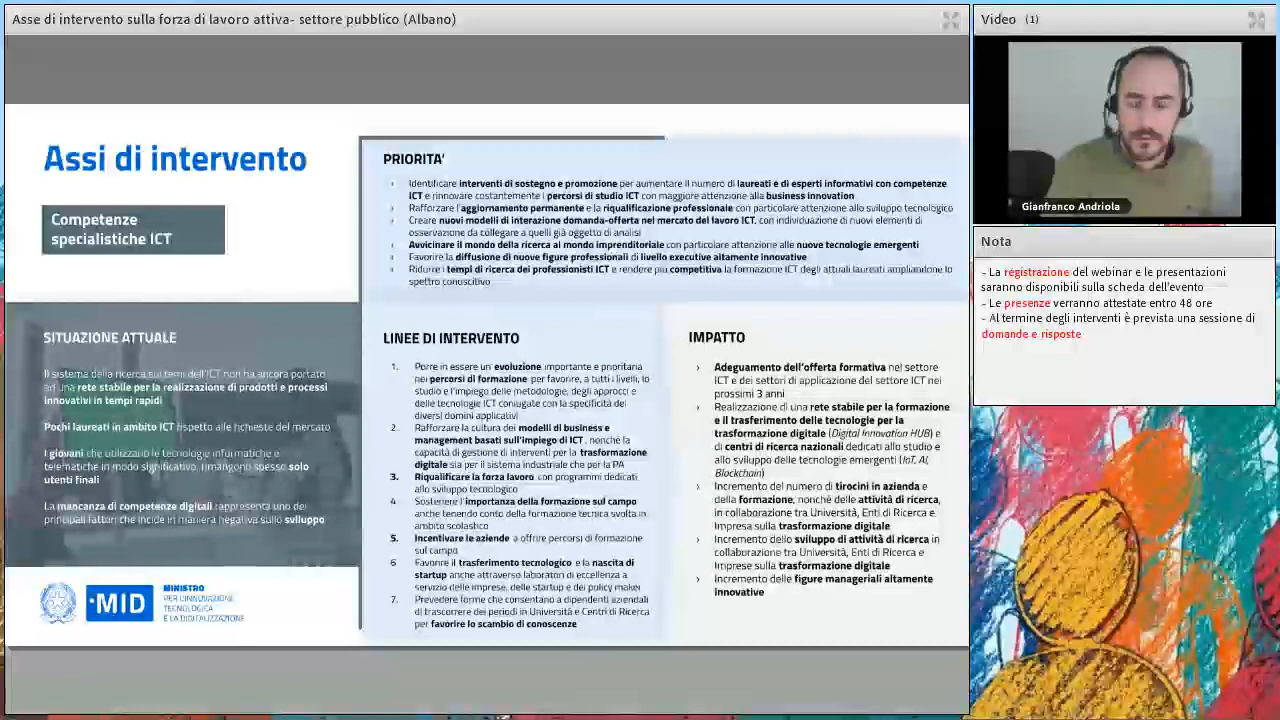 Asse di intervento sulla forza di lavoro attiva- settore pubblico (Albano)
Assi di intervento
Competenze
specialistiche ICT
PRIORITA'
› Identificare interventi di sostegno e promozione per aumentare il numero di laureati e di esperti informativi con competenze
ICT e rinnovare costantemente i percorsi di studio ICT con maggiore attenzione alla business innovation
› Rafforzare l'aggiornamento permanente e la riqualificazione professionale con particolare attenzione allo sviluppo tecnologico
› Creare nuovi modelli di interazione domanda-offerta nel mercato del lavoro ICT, con individuazione di nuovi elementi di
osservazione da collegare a quelli già oggetto di analisi
› Avvicinare il mondo della ricerca al mondo imprenditoriale con particolare attenzione alle nuove tecnologie emergenti
› Favorire la diffusione di nuove figure professionali di livello executive altamente innovative
› Ridurre i tempi di ricerca dei professionisti ICT e rendere più competitiva la formazione ICT degli attuali laureati ampliandone lo
spettro conoscitivo
SITUAZIONE ATTUALE
Il sistema della ricerca sui temi dell'ICT non ha ancora portato
ad una rete stabile per la realizzazione di prodotti e processi
innovativi in tempi rapidi
Pochi laureati in ambito ICT rispetto alle richieste del mercato
I giovani che utilizzano le tecnologie informatiche e
telematiche in modo significativo, rimangono spesso solo
utenti finali
La mancanza di competenze digitali rappresenta uno dei
principali fattori che incide in maniera negativa sullo sviluppo
LINEE DI INTERVENTO
1. Porre in essere un'evoluzione importante e prioritaria
nei percorsi di formazione per favorire, a tutti i livelli, lo
studio e l'impiego delle metodologie, degli approcci e
delle tecnologie ICT coniugate con la specificità dei
diversi domini applicativi
2. Rafforzare la cultura dei modelli di business e
management basati sull'impiego di ICT , nonché la
capacità di gestione di interventi per la trasformazione
digitale sia per il sistema industriale che per la PA
3. Riqualificare la forza lavoro con programmi dedicati
allo sviluppo tecnologico
4. Sostenere l'importanza della formazione sul campo
anche tenendo conto della formazione tecnica svolta in
ambito scolastico
5. Incentivare le aziende a offrire percorsi di formazione
sul campo
6 Favorire il trasferimento tecnologico e la nascita di
startup anche attraverso laboratori di eccellenza a
servizio delle imprese, delle startup e dei policy maker
7. Prevedere forme che consentano a dipendenti aziendali
di trascorrere dei periodi in Università e Centri di Ricerca
per favorire lo scambio di conoscenze
IMPATTO
› Adeguamento dell'offerta formativa nel settore
ICT e dei settori di applicazione del settore ICT nei
prossimi 3 anni
› Realizzazione di una rete stabile per la formazione
e il trasferimento delle tecnologie per la
trasformazione digitale (Digital Innovation HUB) e
di centri di ricerca nazionali dedicati allo studio e
allo sviluppo delle tecnologie emergenti (IoT, AI,
Blockchain)
› Incremento del numero di tirocini in azienda e
della formazione, nonché delle attività di ricerca,
in collaborazione tra Università, Enti di Ricerca e
Impresa sulla trasformazione digitale
› Incremento dello sviluppo di attività di ricerca in
collaborazione tra Università, Enti di Ricerca e
Imprese sulla trasformazione digitale
› Incremento delle figure manageriali altamente
innovative
·MID
MINISTRO
PER L'INNOVAZIONE
TECNOLOGICA
E LA DIGITALIZZAZIONE
Video (1)
Gianfranco Andriola
Nota
- La registrazione del webinar e le presentazioni
saranno disponibili sulla scheda dell'evento
- Le presenze verranno attestate entro 48 ore
- Al termine degli interventi è prevista una sessione di
domande e risposte